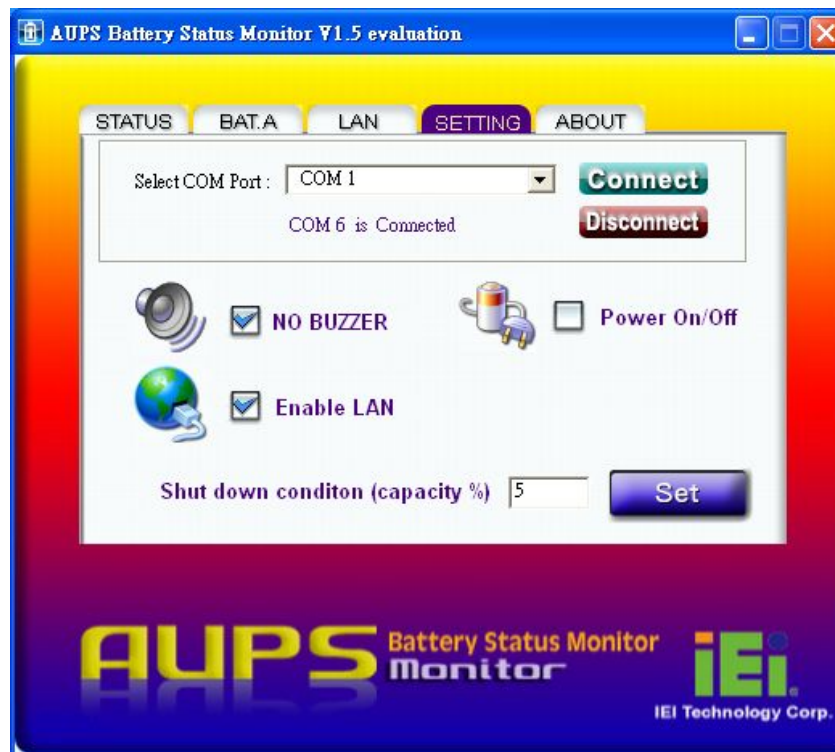 AUPS Battery Status Monitor V1.5 evaluation
STATUS BAT.A LAN SETTING ABOUT
Select COM Port : COM 1 Connect
COM 6 is Connected Disconnect
NO BUZZER Power On/Off
Enable LAN
Shut down conditon (capacity %) 5 Set
AUPS Battery Status Monitor
Monitor
iEi
IEI Technology Corp.